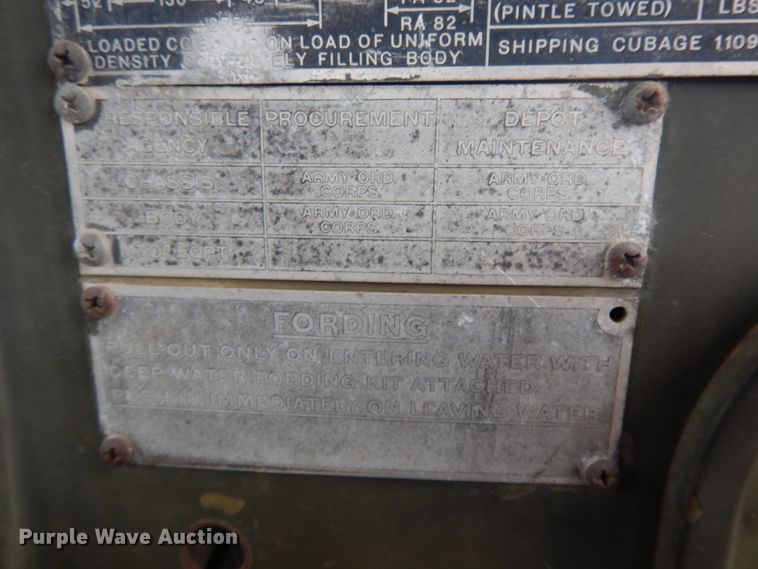 52 130 48
RA 82
(PINTLE TOWED) LBS
LOADED ON LOAD OF UNIFORM
DENSITY FILLING BODY
SHIPPING CUBAGE 1109
RESPONSIBLE AGENCY
PROCUREMENT
DEPOT MAINTENANCE
CHASSIS
ARMY ORD. CORPS.
ARMY ORD. CORPS.
BODY
ARMY ORD. CORPS.
ARMY ORD. CORPS.
FORDING
PULL OUT ONLY ON ENTERING WATER WITH
DEEP WATER FORDING KIT ATTACHED.
PUSH IN IMMEDIATELY ON LEAVING WATER
Purple Wave Auction